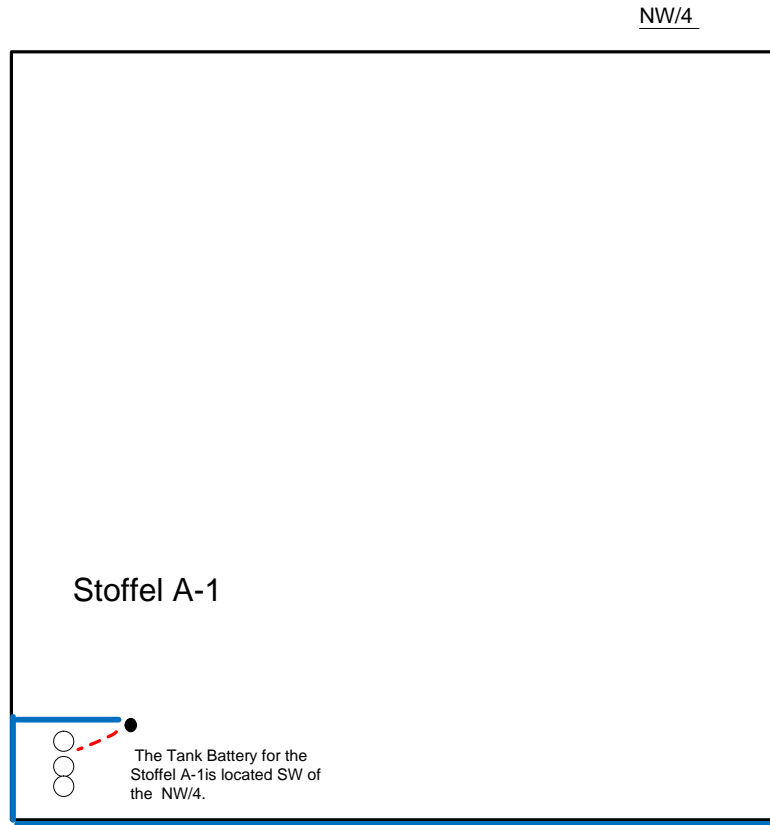 NW/4
Stoffel A-1
The Tank Battery for the
Stoffel A-1is located SW of
the NW/4.